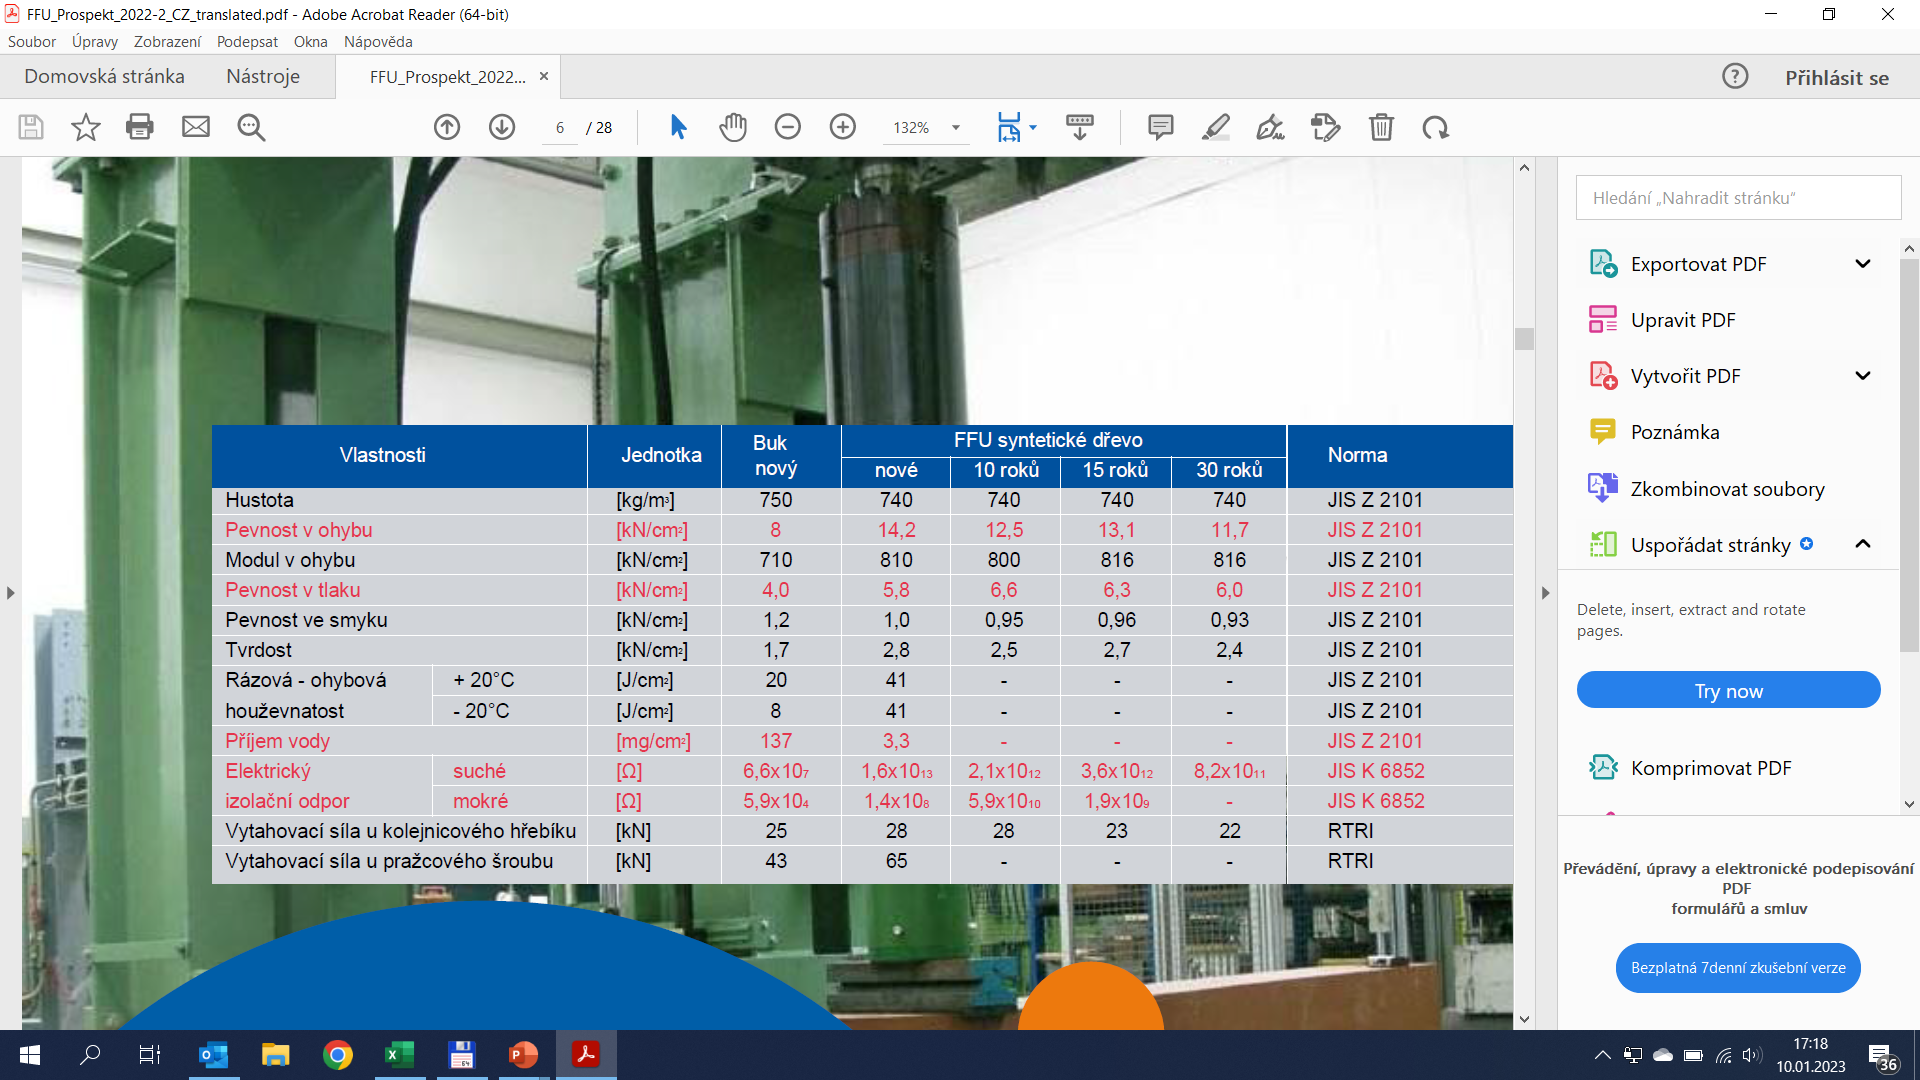 FFU_Prospekt_2022-2_CZ_translated.pdf - Adobe Acrobat Reader (64-bit)
Soubor Úpravy Zobrazení Podepsat Okna Nápověda
Domovská stránka Nástroje FFU_Prospekt_2022... × Přihlásit se
6 / 28 132%
Hledání „Nahradit stránku“
Exportovat PDF
Upravit PDF
Vytvořit PDF
Poznámka
Zkombinovat soubory
Uspořádat stránky
Delete, insert, extract and rotate
pages.
Try now
Komprimovat PDF
Převádění, úpravy a elektronické podepisování
PDF
formulářů a smluv
Bezplatná 7denní zkušební verze
Vlastnosti Jednotka Buk nový FFU syntetické dřevo Norma
nové 10 roků 15 roků 30 roků
Hustota [kg/m³] 750 740 740 740 740 JIS Z 2101
Pevnost v ohybu [kN/cm²] 8 14,2 12,5 13,1 11,7 JIS Z 2101
Modul v ohybu [kN/cm²] 710 810 800 816 816 JIS Z 2101
Pevnost v tlaku [kN/cm²] 4,0 5,8 6,6 6,3 6,0 JIS Z 2101
Pevnost ve smyku [kN/cm²] 1,2 1,0 0,95 0,96 0,93 JIS Z 2101
Tvrdost [kN/cm²] 1,7 2,8 2,5 2,7 2,4 JIS Z 2101
Rázová - ohybová + 20°C [J/cm²] 20 41 - - - JIS Z 2101
houževnatost - 20°C [J/cm²] 8 41 - - - JIS Z 2101
Příjem vody [mg/cm²] 137 3,3 - - - JIS Z 2101
Elektrický suché [Ω] 6,6x10₇ 1,6x10₁₃ 2,1x10₁₂ 3,6x10₁₂ 8,2x10₁₁ JIS K 6852
izolační odpor mokré [Ω] 5,9x10₄ 1,4x10₈ 5,9x10₁₀ 1,9x10₉ - JIS K 6852
Vytahovací síla u kolejnicového hřebíku [kN] 25 28 28 23 22 RTRI
Vytahovací síla u pražcového šroubu [kN] 43 65 - - - RTRI
17:18
10.01.2023
36